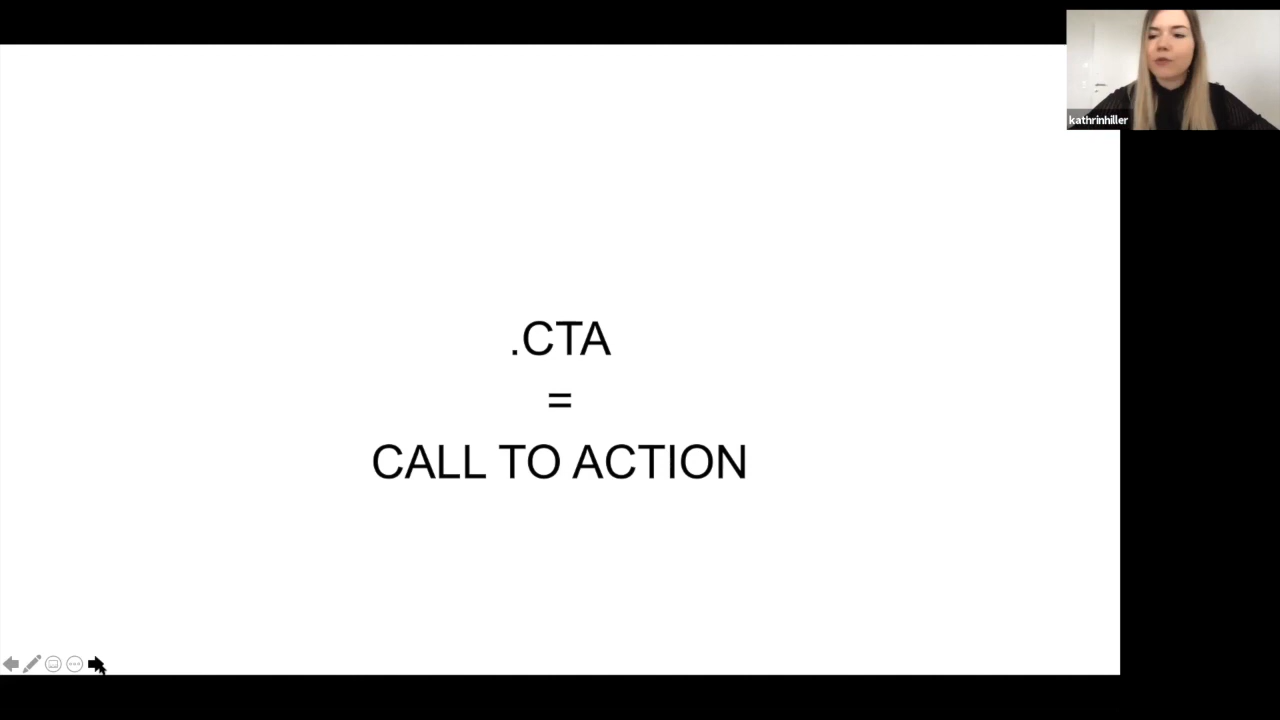 kathrinhiller
.CTA
=
CALL TO ACTION